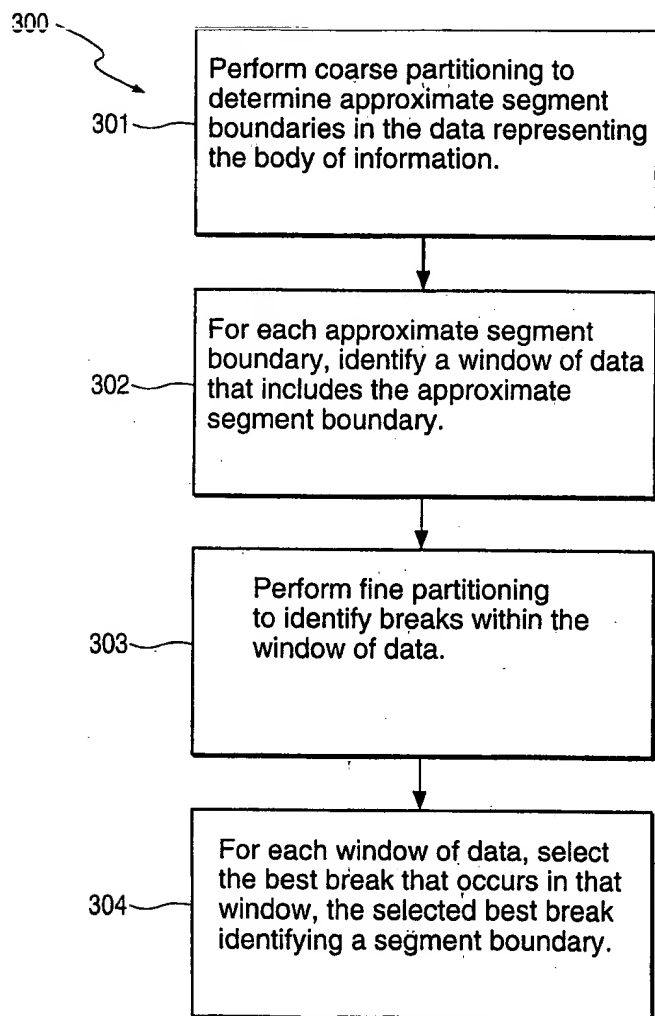 300
301
Perform coarse partitioning to
determine approximate segment
boundaries in the data representing
the body of information.
302
For each approximate segment
boundary, identify a window of data
that includes the approximate
segment boundary.
303
Perform fine partitioning
to identify breaks within the
window of data.
304
For each window of data, select
the best break that occurs in that
window, the selected best break
identifying a segment boundary.